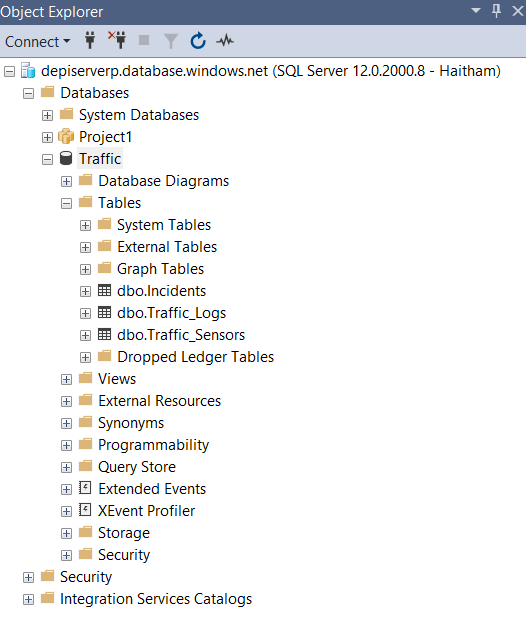 Object Explorer
Connect
depiserverp.database.windows.net (SQL Server 12.0.2000.8 - Haitham)
Databases
System Databases
Project1
Traffic
Database Diagrams
Tables
System Tables
External Tables
Graph Tables
dbo.Incidents
dbo.Traffic_Logs
dbo.Traffic_Sensors
Dropped Ledger Tables
Views
External Resources
Synonyms
Programmability
Query Store
Extended Events
XEvent Profiler
Storage
Security
Security
Integration Services Catalogs